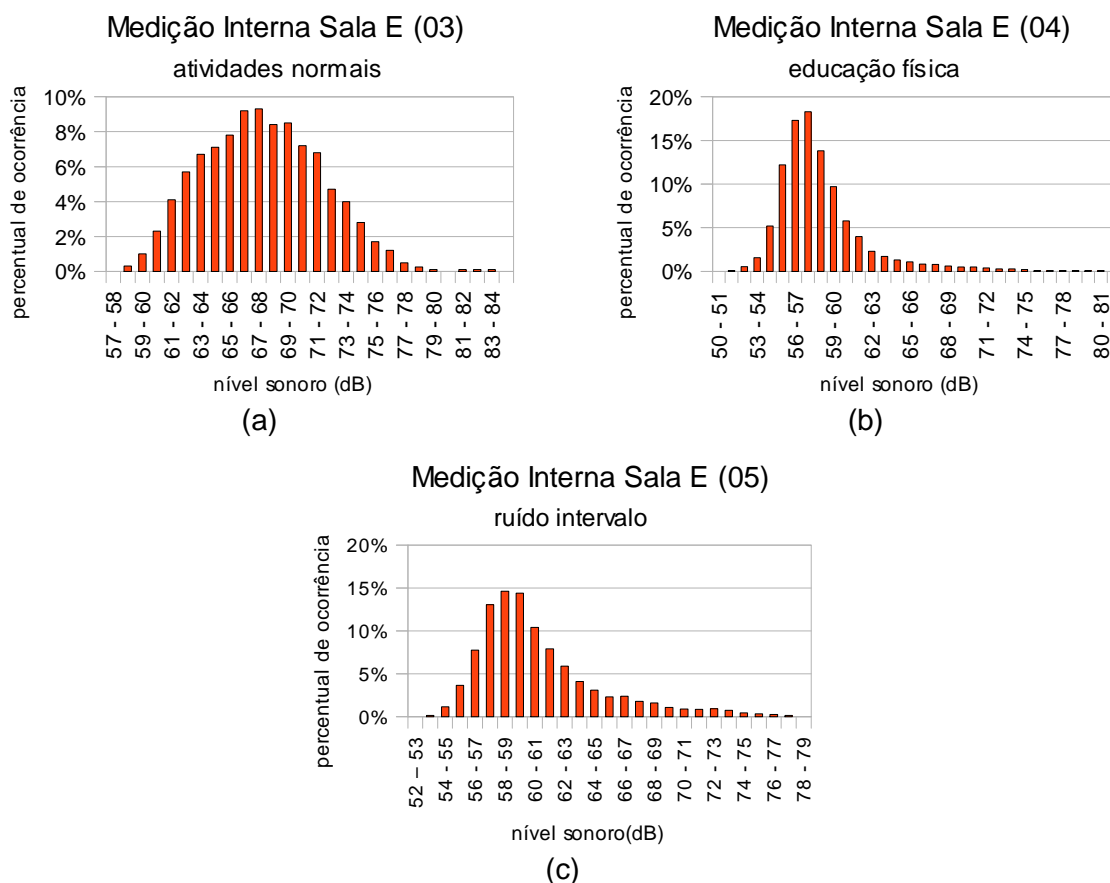 Medição Interna Sala E (03)
atividades normais
percentual de ocorrência
10%
8%
6%
4%
2%
0%
57 - 58
59 - 60
61 - 62
63 - 64
65 - 66
67 - 68
69 - 70
71 - 72
73 - 74
75 - 76
77 - 78
79 - 80
81 - 82
83 - 84
nível sonoro (dB)
(a)
Medição Interna Sala E (04)
educação física
percentual de ocorrência
20%
15%
10%
5%
0%
50 - 51
53 - 54
56 - 57
59 - 60
62 - 63
65 - 66
68 - 69
71 - 72
74 - 75
77 - 78
80 - 81
nível sonoro (dB)
(b)
Medição Interna Sala E (05)
ruído intervalo
percentual de ocorrência
20%
15%
10%
5%
0%
52 – 53
54 - 55
56 - 57
58 - 59
60 - 61
62 - 63
64 - 65
66 - 67
68 - 69
70 - 71
72 - 73
74 - 75
76 - 77
78 - 79
nível sonoro(dB)
(c)